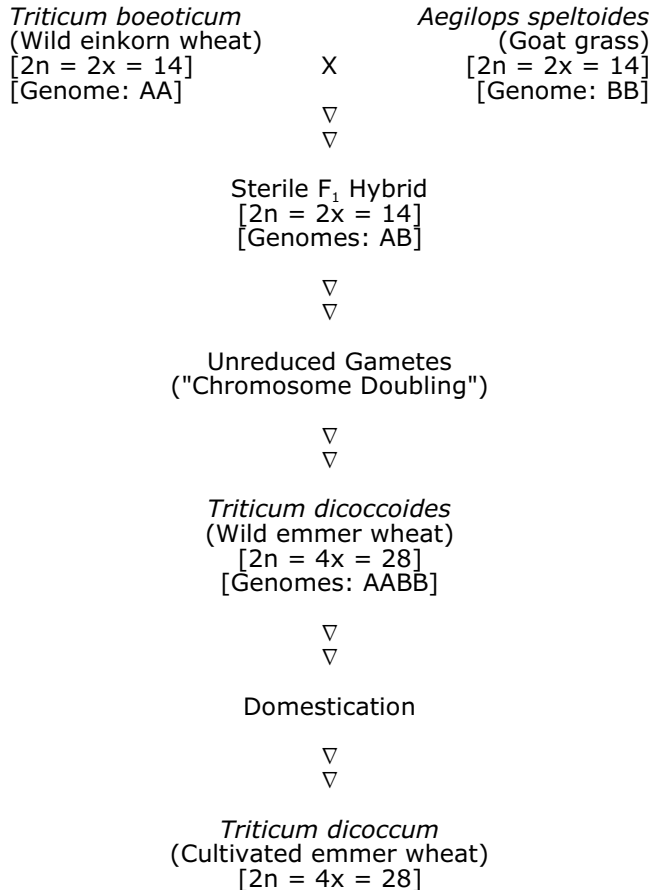 Triticum boeoticum Aegilops speltoides
(Wild einkorn wheat) (Goat grass)
[2n = 2x = 14] X [2n = 2x = 14]
[Genome: AA] [Genome: BB]
∇
∇
Sterile F₁ Hybrid
[2n = 2x = 14]
[Genomes: AB]
∇
∇
Unreduced Gametes
("Chromosome Doubling")
∇
∇
Triticum dicoccoides
(Wild emmer wheat)
[2n = 4x = 28]
[Genomes: AABB]
∇
∇
Domestication
∇
∇
Triticum dicoccum
(Cultivated emmer wheat)
[2n = 4x = 28]